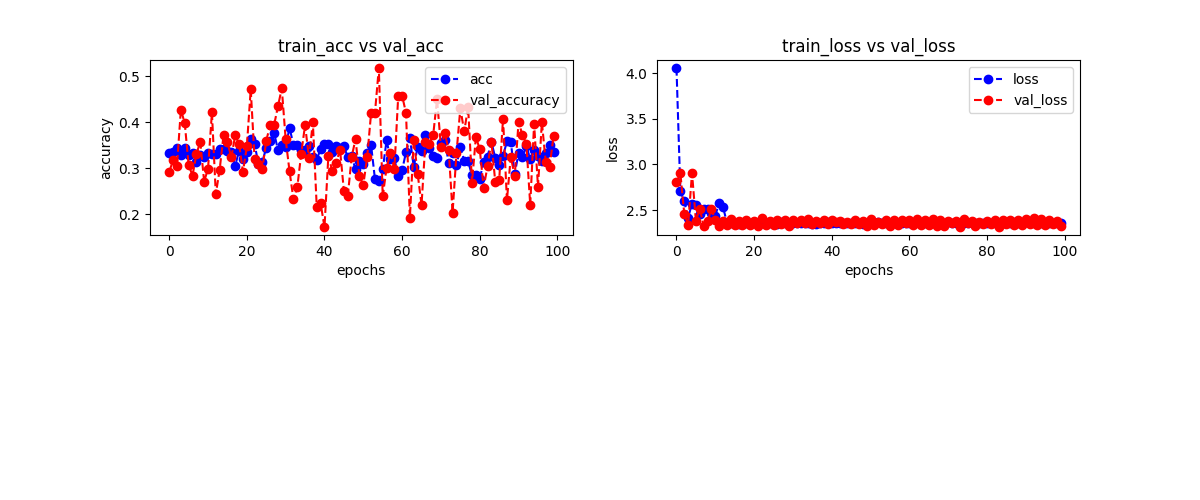 train_acc vs val_acc
0.5
0.4
0.3
0.2
accuracy
acc
val_accuracy
0
20
40
60
80
100
epochs
train_loss vs val_loss
4.0
3.5
3.0
2.5
loss
loss
val_loss
0
20
40
60
80
100
epochs